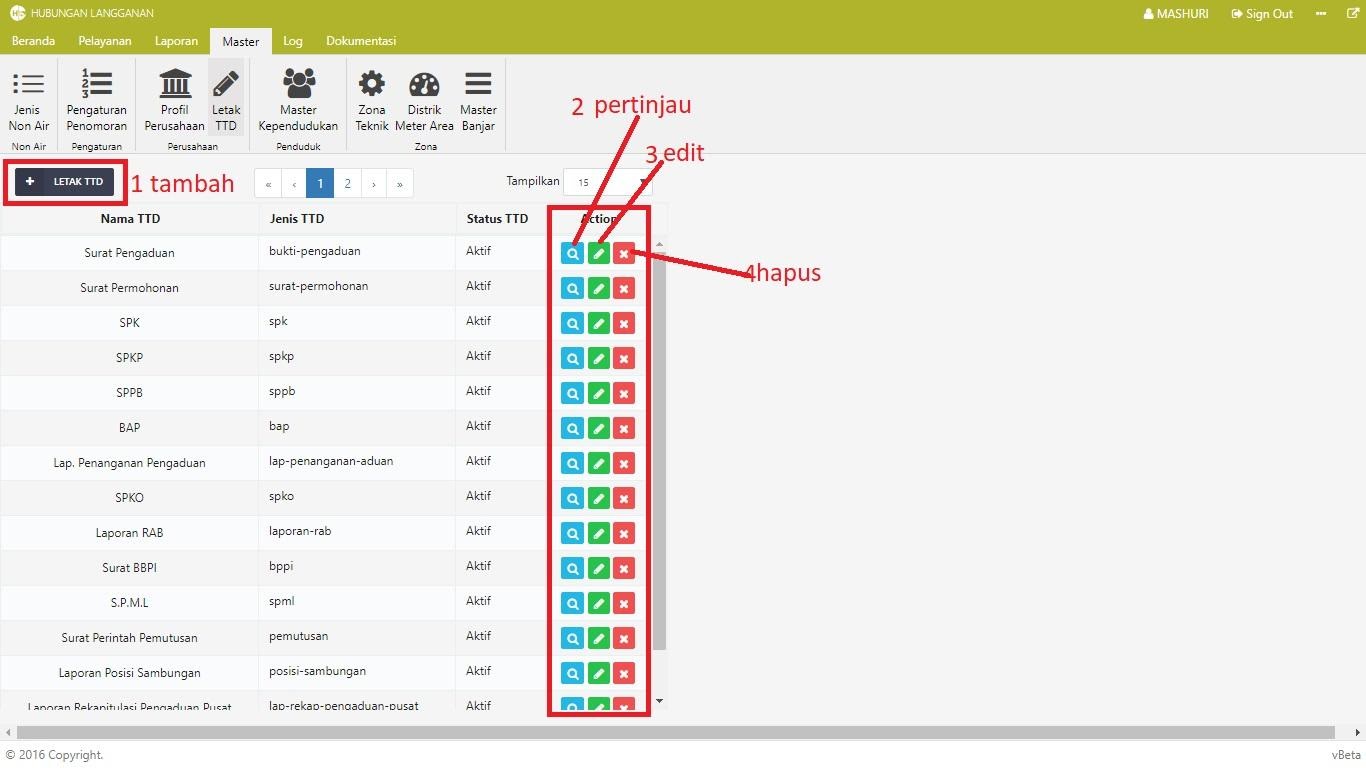 HUBUNGAN LANGGANAN
MASHURI Sign Out
Beranda Pelayanan Laporan Master Log Dokumentasi
Jenis Non Air
Pengaturan Penomoran
Profil Perusahaan
Letak TTD
Master Kependudukan
Zona Teknik
Distrik Meter Area
Master Banjar
Non Air Pengaturan Perusahaan Penduduk Zona
2 pertinjau
3 edit
+ LETAK TTD
1 tambah
« ‹ 1 2 › »
Tampilkan 15
Nama TTD Jenis TTD Status TTD Action
Surat Pengaduan bukti-pengaduan Aktif
4hapus
Surat Permohonan surat-permohonan Aktif
SPK spk Aktif
SPKP spkp Aktif
SPPB sppb Aktif
BAP bap Aktif
Lap. Penanganan Pengaduan lap-penanganan-aduan Aktif
SPKO spko Aktif
Laporan RAB laporan-rab Aktif
Surat BBPI bppi Aktif
S.P.M.L spml Aktif
Surat Perintah Pemutusan pemutusan Aktif
Laporan Posisi Sambungan posisi-sambungan Aktif
Laporan Rekapitulasi Pengaduan Pusat lap-rekap-pengaduan-pusat Aktif
© 2016 Copyright. vBeta